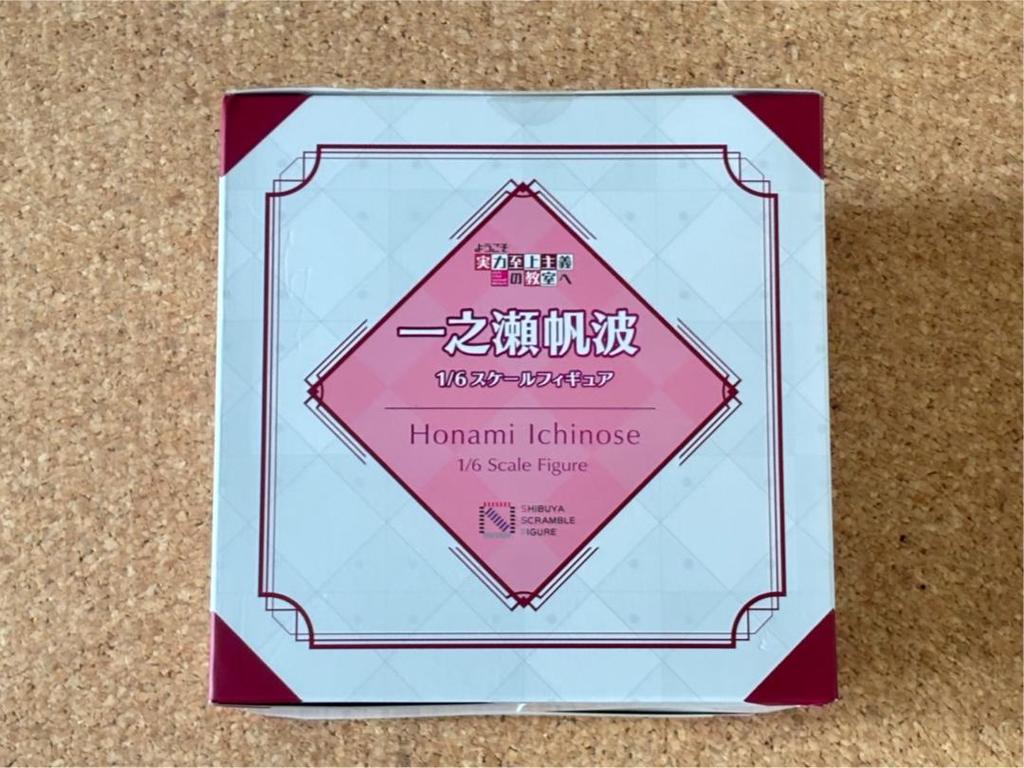 ようこそ
実力至上主義
の教室へ
一之瀬帆波
1/6 スケールフィギュア
Honami Ichinose
1/6 Scale Figure
SHIBUYA
SCRAMBLE
FIGURE